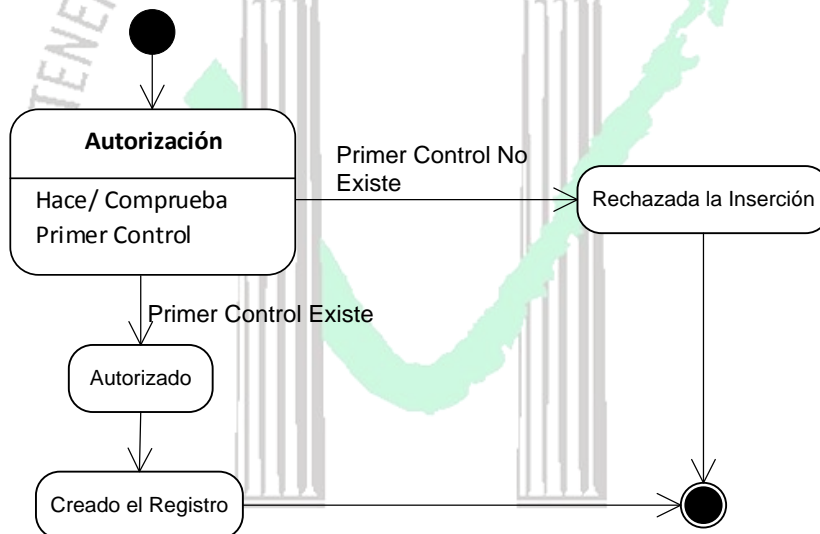 Autorización
Hace/ Comprueba
Primer Control
Primer Control No
Existe
Rechazada la Inserción
Primer Control Existe
Autorizado
Creado el Registro